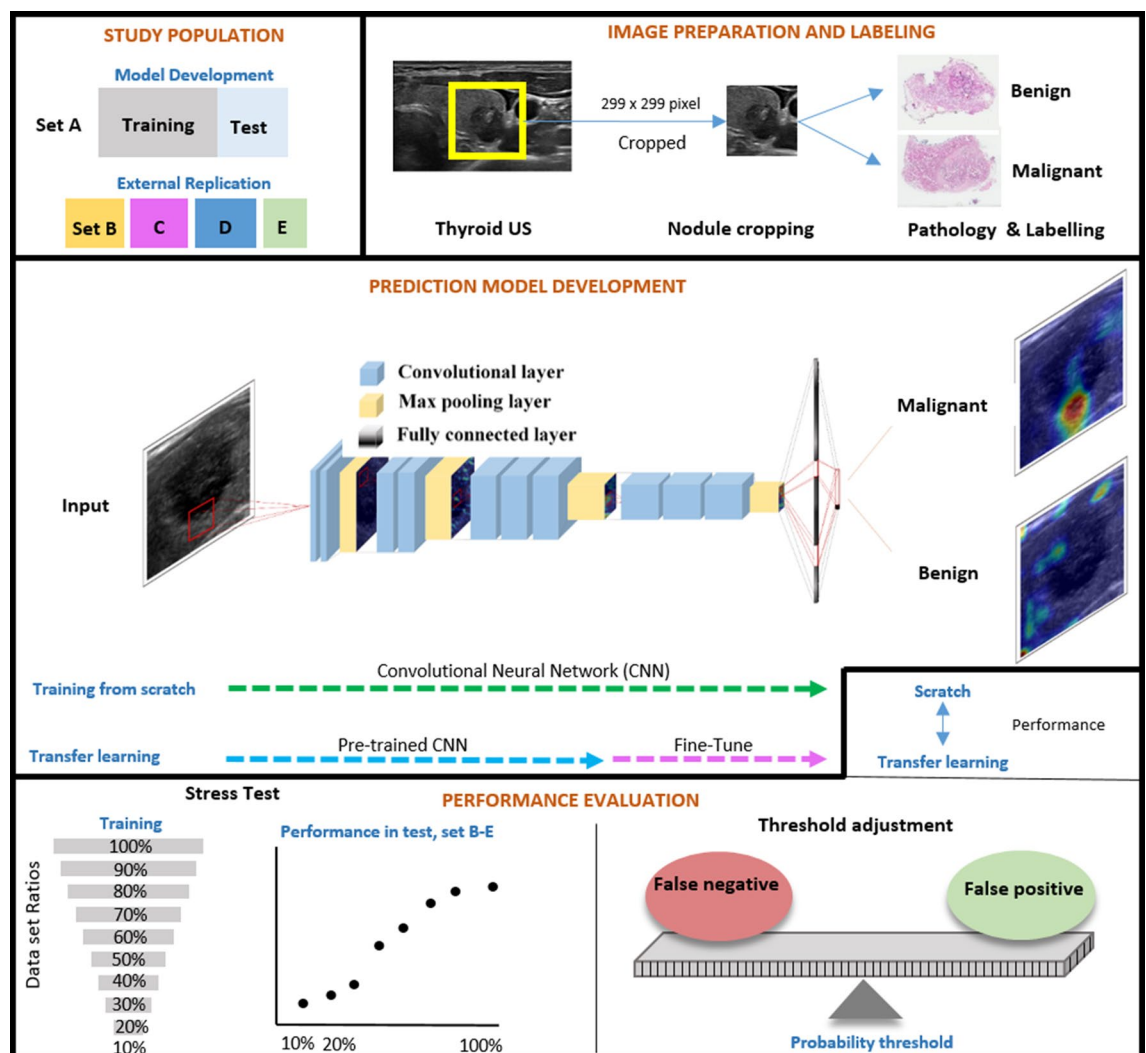 STUDY POPULATION
Model Development
Set A
Training
Test
External Replication
Set B
C
D
E
IMAGE PREPARATION AND LABELING
299 x 299 pixel
Cropped
Benign
Malignant
Thyroid US
Nodule cropping
Pathology & Labelling
PREDICTION MODEL DEVELOPMENT
Convolutional layer
Max pooling layer
Fully connected layer
Input
Malignant
Benign
Convolutional Neural Network (CNN)
Training from scratch
Pre-trained CNN
Fine-Tune
Transfer learning
Scratch
Performance
Transfer learning
PERFORMANCE EVALUATION
Stress Test
Training
Data set Ratios
100%
90%
80%
70%
60%
50%
40%
30%
20%
10%
Performance in test, set B-E
10% 20% 100%
Threshold adjustment
False negative
False positive
Probability threshold